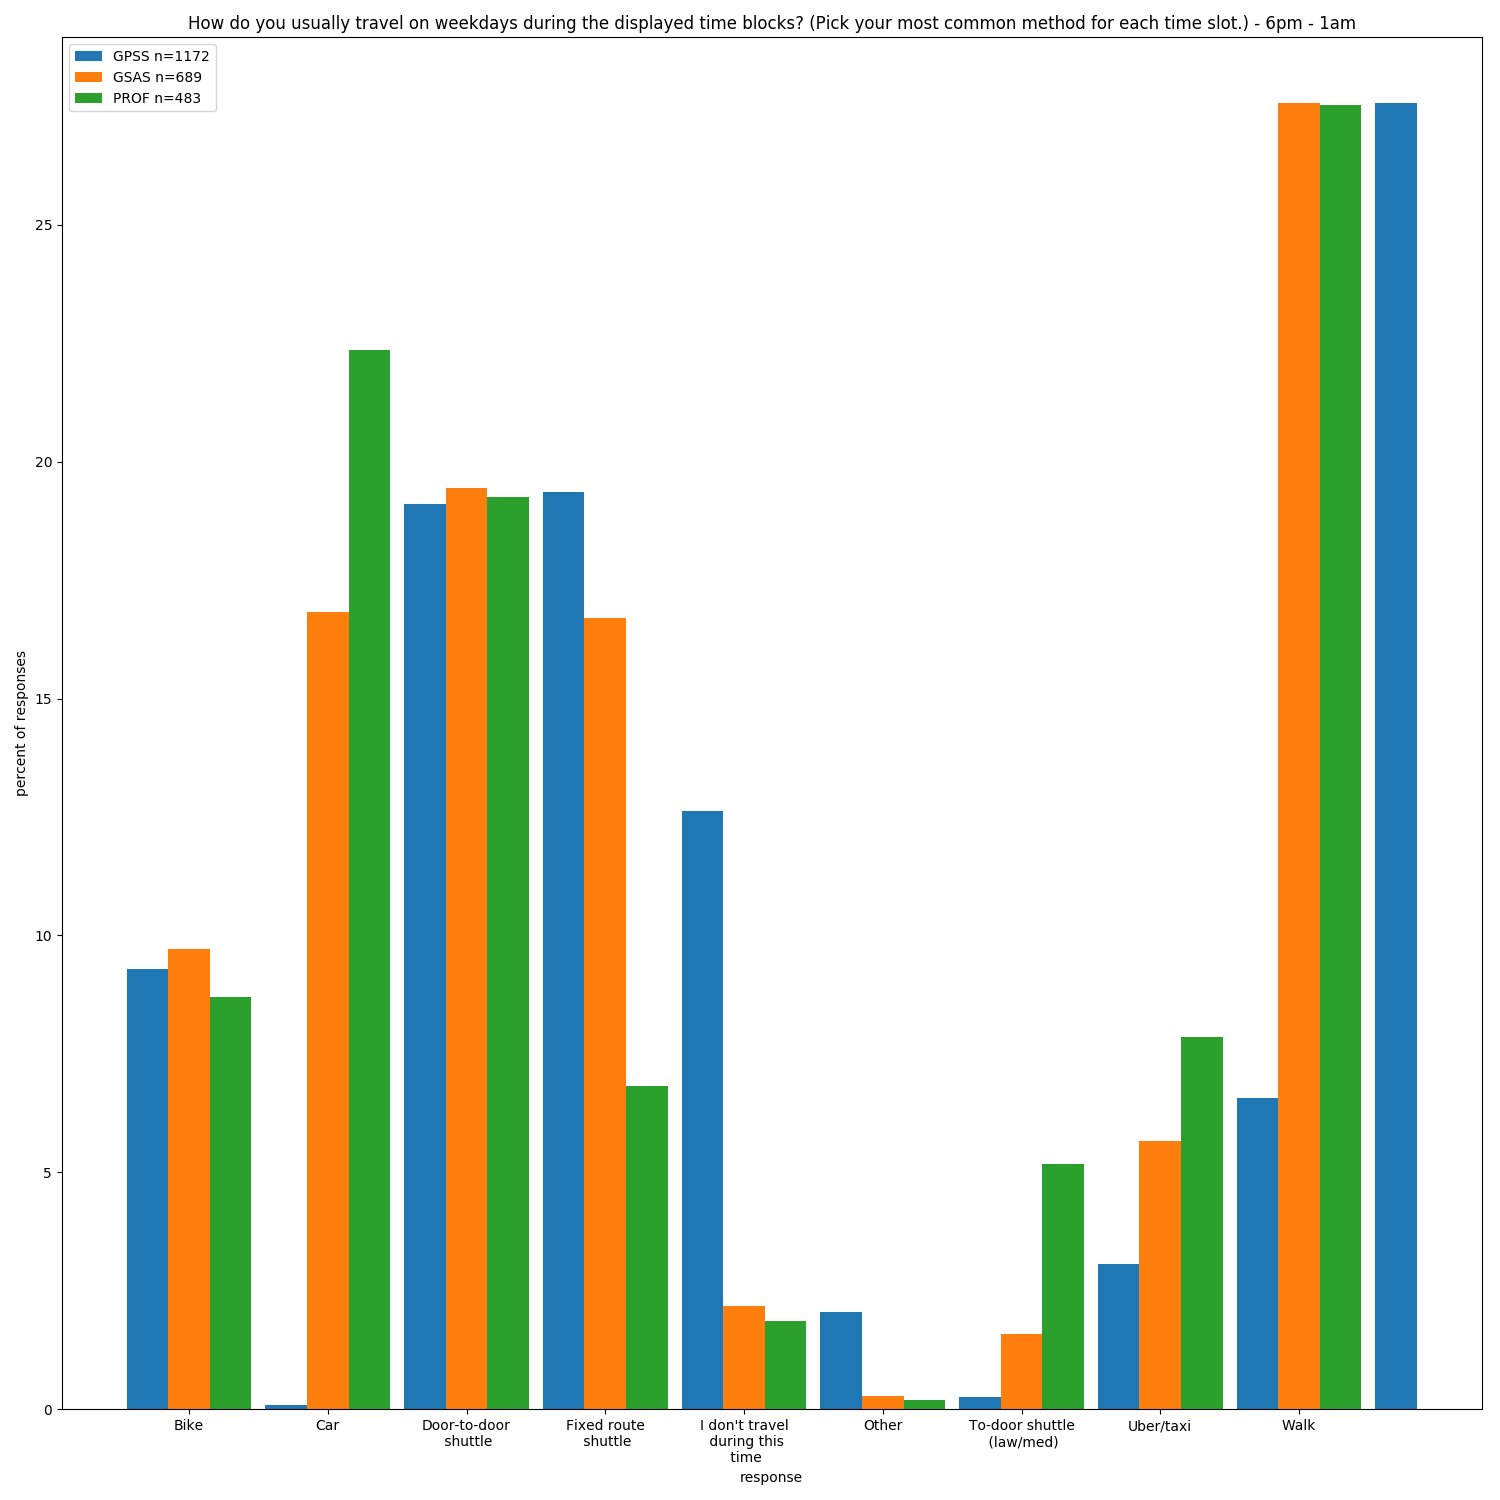 How do you usually travel on weekdays during the displayed time blocks? (Pick your most common method for each time slot.) - 6pm - 1am
GPSS n=1172
GSAS n=689
PROF n=483
percent of responses
25
20
15
10
5
0
Bike
Car
Door-to-door
shuttle
Fixed route
shuttle
I don't travel
during this
time
Other
To-door shuttle
(law/med)
Uber/taxi
Walk
response